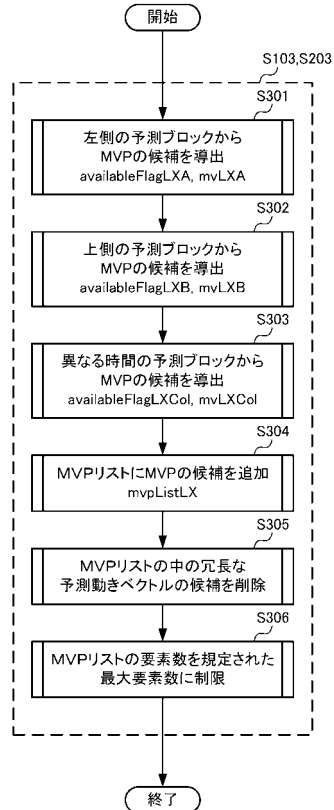 開始
S103,S203
S301
左側の予測ブロックから
MVPの候補を導出
availableFlagLXA, mvLXA
S302
上側の予測ブロックから
MVPの候補を導出
availableFlagLXB, mvLXB
S303
異なる時間の予測ブロックから
MVPの候補を導出
availableFlagLXCol, mvLXCol
S304
MVPリストにMVPの候補を追加
mvpListLX
S305
MVPリストの中の冗長な
予測動きベクトルの候補を削除
S306
MVPリストの要素数を規定された
最大要素数に制限
終了